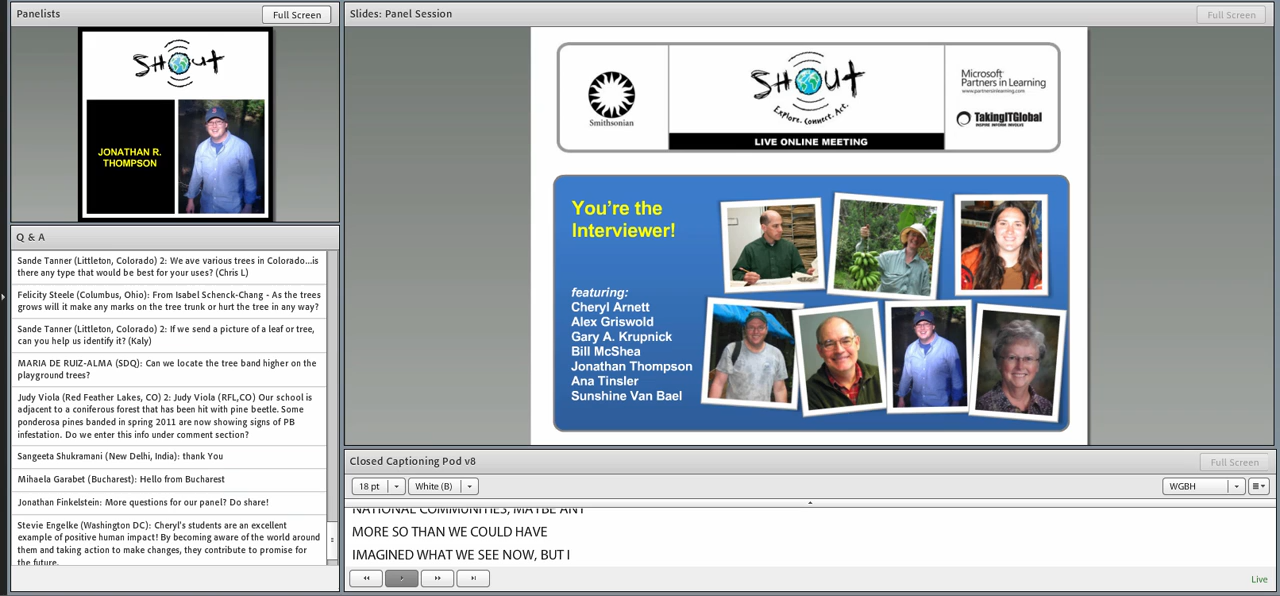 Panelists
Full Screen
SHOUT
JONATHAN R.
THOMPSON
Q & A
Sande Tanner (Littleton, Colorado) 2: We ave various trees in Colorado...is
there any type that would be best for your uses? (Chris L)
Felicity Steele (Columbus, Ohio): From Isabel Schenck-Chang - As the trees
grows will it make any marks on the tree trunk or hurt the tree in any way?
Sande Tanner (Littleton, Colorado) 2: If we send a picture of a leaf or tree,
can you help us identify it? (Kaly)
MARIA DE RUIZ-ALMA (SDQ): Can we locate the tree band higher on the
playground trees?
Judy Viola (Red Feather Lakes, CO) 2: Judy Viola (RFL,CO) Our school is
adjacent to a coniferous forest that has been hit with pine beetle. Some
ponderosa pines banded in spring 2011 are now showing signs of PB
infestation. Do we enter this info under comment section?
Sangeeta Shukramani (New Delhi, India): thank You
Mihaela Garabet (Bucharest): Hello from Bucharest
Jonathan Finkelstein: More questions for our panel? Do share!
Stevie Engelke (Washington DC): Cheryl's students are an excellent
example of positive human impact! By becoming aware of the world around
them and taking action to make changes, they contribute to promise for
the future.
Slides: Panel Session
Full Screen
Smithsonian
SHOUT
Explore. Connect. Act.
LIVE ONLINE MEETING
Microsoft
Partners in Learning
www.partnersinlearning.com
TakingITGlobal
INSPIRE INFORM INVOLVE
You're the
Interviewer!
featuring:
Cheryl Arnett
Alex Griswold
Gary A. Krupnick
Bill McShea
Jonathan Thompson
Ana Tinsler
Sunshine Van Bael
Closed Captioning Pod v8
Full Screen
18 pt
White (B)
WGBH
NATIONAL COMMUNITIES, MAYBE ANY
MORE SO THAN WE COULD HAVE
IMAGINED WHAT WE SEE NOW, BUT I
Live